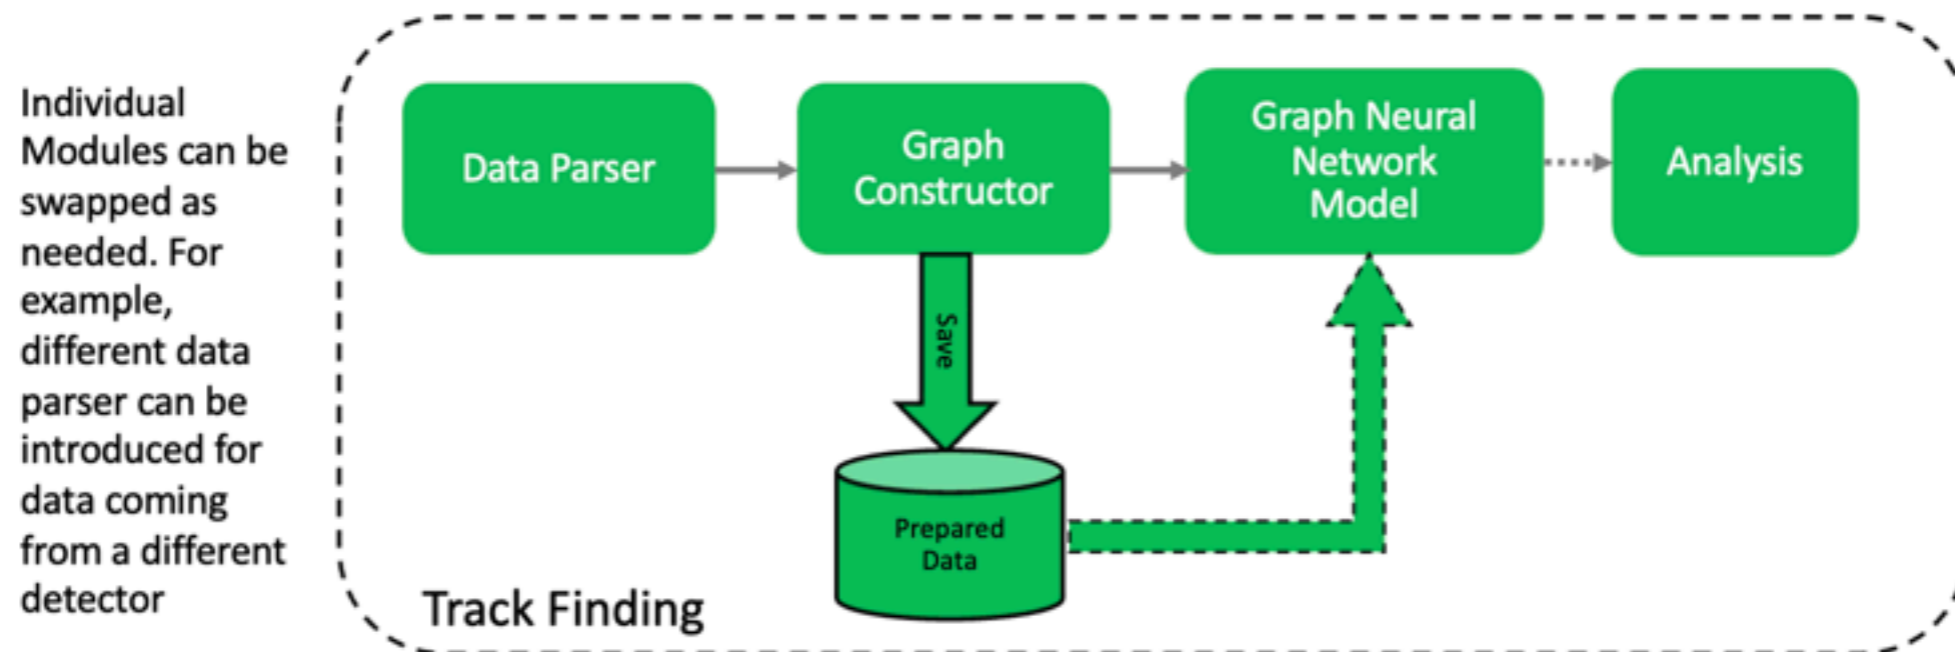 Individual
Modules can be
swapped as
needed. For
example,
different data
parser can be
introduced for
data coming
from a different
detector
Data Parser
Graph
Constructor
Graph Neural
Network
Model
Analysis
Save
Prepared
Data
Track Finding